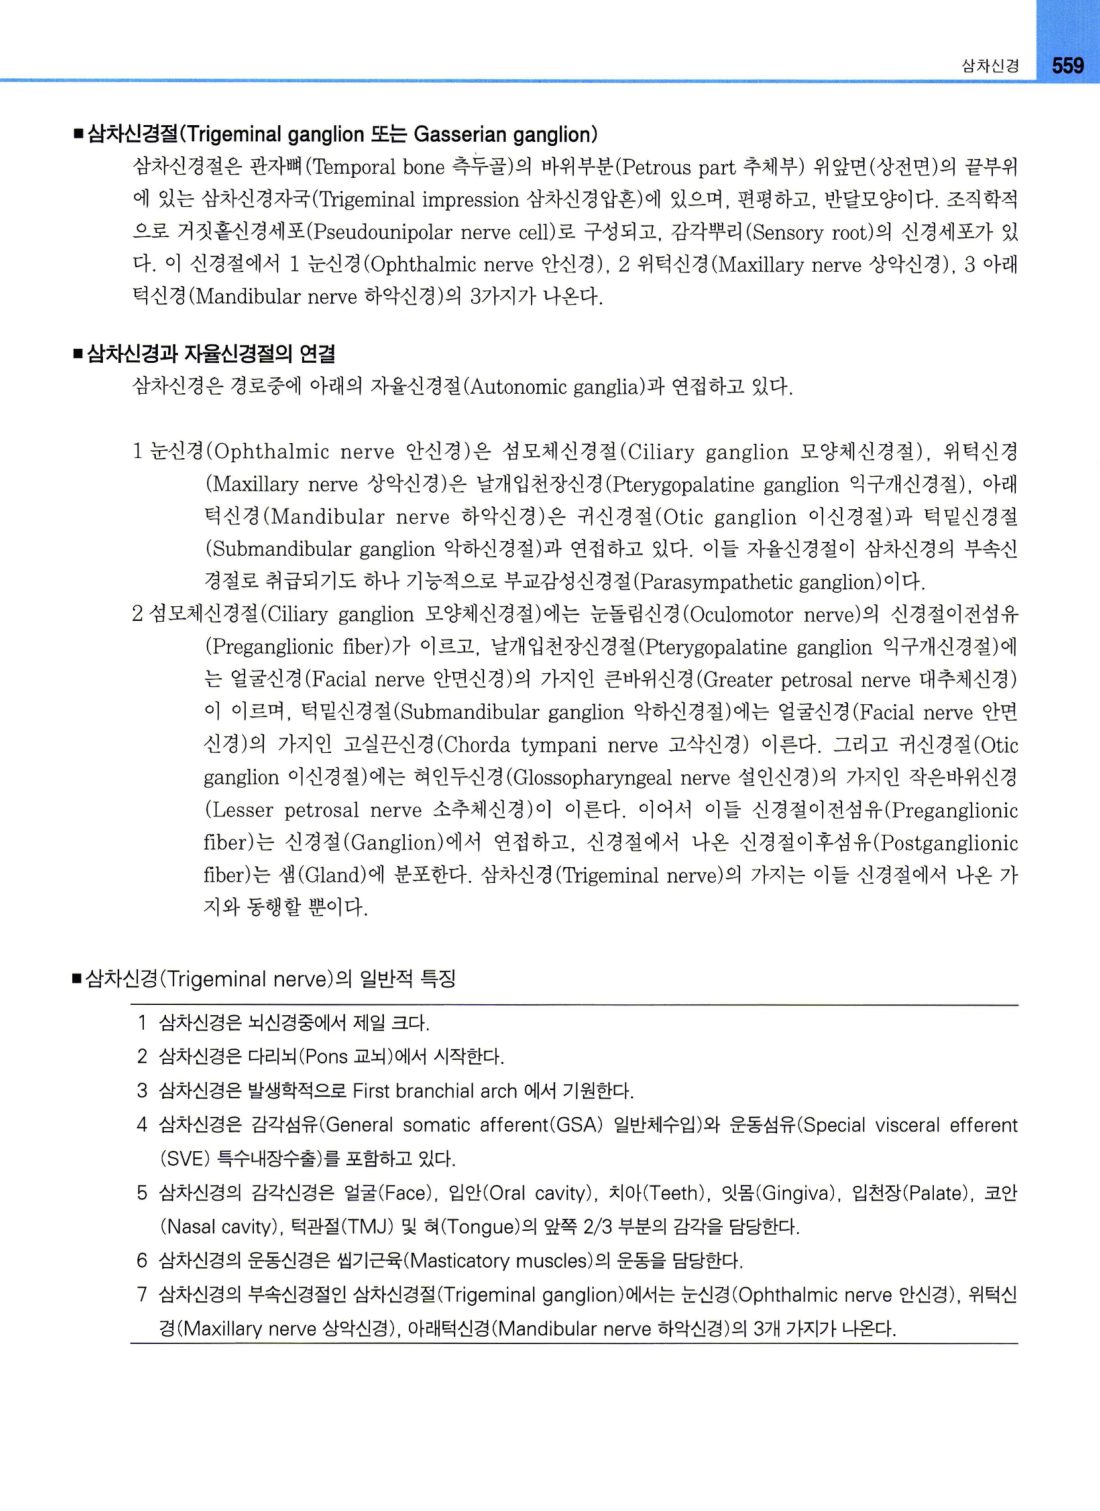 삼차신경 559
■ 삼차신경절(Trigeminal ganglion 또는 Gasserian ganglion)
삼차신경절은 관자뼈(Temporal bone 측두골)의 바위부분(Petrous part 추체부) 위앞면(상전면)의 끝부위
에 있는 삼차신경자국(Trigeminal impression 삼차신경압흔)에 있으며, 편평하고, 반달모양이다. 조직학적
으로 거짓홑신경세포(Pseudounipolar nerve cell)로 구성되고, 감각뿌리(Sensory root)의 신경세포가 있
다. 이 신경절에서 1 눈신경(Ophthalmic nerve 안신경), 2 위턱신경(Maxillary nerve 상악신경), 3 아래
턱신경(Mandibular nerve 하악신경)의 3가지가 나온다.
■ 삼차신경과 자율신경절의 연결
삼차신경은 경로중에 아래의 자율신경절(Autonomic ganglia)과 연접하고 있다.
1 눈신경(Ophthalmic nerve 안신경)은 섬모체신경절(Ciliary ganglion 모양체신경절), 위턱신경
(Maxillary nerve 상악신경)은 날개입천장신경(Pterygopalatine ganglion 익구개신경절), 아래
턱신경(Mandibular nerve 하악신경)은 귀신경절(Otic ganglion 이신경절)과 턱밑신경절
(Submandibular ganglion 악하신경절)과 연접하고 있다. 이들 자율신경절이 삼차신경의 부속신
경절로 취급되기도 하나 기능적으로 부교감성신경절(Parasympathetic ganglion)이다.
2 섬모체신경절(Ciliary ganglion 모양체신경절)에는 눈돌림신경(Oculomotor nerve)의 신경절이전섬유
(Preganglionic fiber)가 이르고, 날개입천장신경절(Pterygopalatine ganglion 익구개신경절)에
는 얼굴신경(Facial nerve 안면신경)의 가지인 큰바위신경(Greater petrosal nerve 대추체신경)
이 이르며, 턱밑신경절(Submandibular ganglion 악하신경절)에는 얼굴신경(Facial nerve 안면
신경)의 가지인 고실끈신경(Chorda tympani nerve 고삭신경) 이른다. 그리고 귀신경절(Otic
ganglion 이신경절)에는 혀인두신경(Glossopharyngeal nerve 설인신경)의 가지인 작은바위신경
(Lesser petrosal nerve 소추체신경)이 이른다. 이어서 이들 신경절이전섬유(Preganglionic
fiber)는 신경절(Ganglion)에서 연접하고, 신경절에서 나온 신경절이후섬유(Postganglionic
fiber)는 샘(Gland)에 분포한다. 삼차신경(Trigeminal nerve)의 가지는 이들 신경절에서 나온 가
지와 동행할 뿐이다.
■ 삼차신경(Trigeminal nerve)의 일반적 특징
1 삼차신경은 뇌신경중에서 제일 크다.
2 삼차신경은 다리뇌(Pons 교뇌)에서 시작한다.
3 삼차신경은 발생학적으로 First branchial arch 에서 기원한다.
4 삼차신경은 감각섬유(General somatic afferent(GSA) 일반체수입)와 운동섬유(Special visceral efferent
(SVE) 특수내장수출)를 포함하고 있다.
5 삼차신경의 감각신경은 얼굴(Face), 입안(Oral cavity), 치아(Teeth), 잇몸(Gingiva), 입천장(Palate), 코안
(Nasal cavity), 턱관절(TMJ) 및 혀(Tongue)의 앞쪽 2/3 부분의 감각을 담당한다.
6 삼차신경의 운동신경은 씹기근육(Masticatory muscles)의 운동을 담당한다.
7 삼차신경의 부속신경절인 삼차신경절(Trigeminal ganglion)에서는 눈신경(Ophthalmic nerve 안신경), 위턱신
경(Maxillary nerve 상악신경), 아래턱신경(Mandibular nerve 하악신경)의 3개 가지가 나온다.